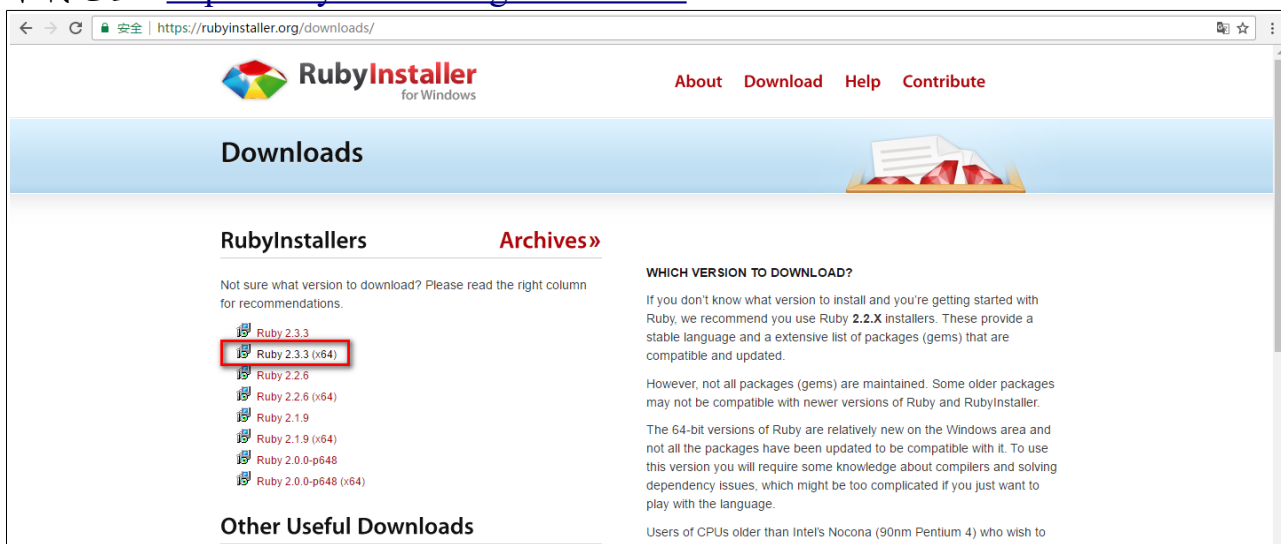 安全 | https://rubyinstaller.org/downloads/
RubyInstaller
for Windows
About Download Help Contribute
Downloads
RubyInstallers Archives»
Not sure what version to download? Please read the right column
for recommendations.
Ruby 2.3.3
Ruby 2.3.3 (x64)
Ruby 2.2.6
Ruby 2.2.6 (x64)
Ruby 2.1.9
Ruby 2.1.9 (x64)
Ruby 2.0.0-p648
Ruby 2.0.0-p648 (x64)
Other Useful Downloads
WHICH VERSION TO DOWNLOAD?
If you don't know what version to install and you're getting started with
Ruby, we recommend you use Ruby 2.2.X installers. These provide a
stable language and a extensive list of packages (gems) that are
compatible and updated.
However, not all packages (gems) are maintained. Some older packages
may not be compatible with newer versions of Ruby and RubyInstaller.
The 64-bit versions of Ruby are relatively new on the Windows area and
not all the packages have been updated to be compatible with it. To use
this version you will require some knowledge about compilers and solving
dependency issues, which might be too complicated if you just want to
play with the language.
Users of CPUs older than Intel's Nocona (90nm Pentium 4) who wish to